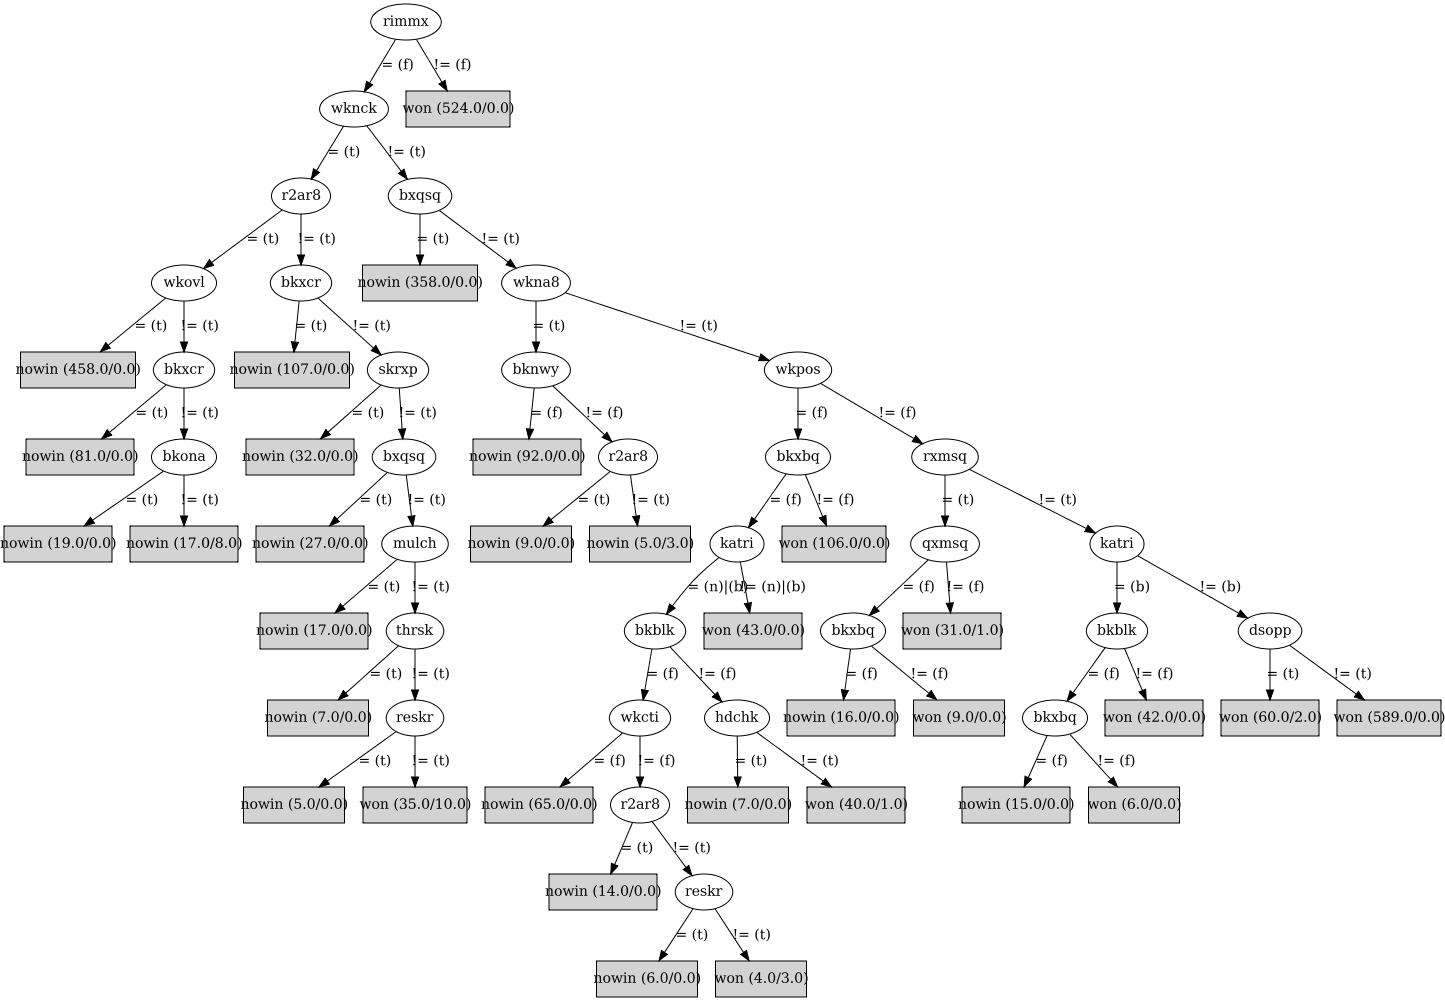 rimmx
= (f) != (f)
wknck won (524.0/0.0)
= (t) != (t)
r2ar8 bxqsq
= (t) != (t) = (t) != (t)
wkovl bkxcr nowin (358.0/0.0) wkna8
= (t) != (t) = (t) != (t) = (t) != (t)
nowin (458.0/0.0) bkxcr nowin (107.0/0.0) skrxp bknwy wkpos
= (t) != (t) = (t) != (t) = (f) != (f) = (f) != (f)
nowin (81.0/0.0) bkona nowin (32.0/0.0) bxqsq nowin (92.0/0.0) r2ar8 bkxbq rxmsq
= (t) != (t) = (t) != (t) = (t) != (t) = (f) != (f) = (t) != (t)
nowin (19.0/0.0) nowin (17.0/8.0) nowin (27.0/0.0) mulch nowin (9.0/0.0) nowin (5.0/3.0) katri won (106.0/0.0) qxmsq katri
= (t) != (t) = (n)|(b) != (n)|(b) = (f) != (f) = (b) != (b)
nowin (17.0/0.0) thrsk bkblk won (43.0/0.0) bkxbq won (31.0/1.0) bkblk dsopp
= (t) != (t) = (f) != (f) = (f) != (f) = (f) != (f) = (t) != (t)
nowin (7.0/0.0) reskr wkcti hdchk nowin (16.0/0.0) won (9.0/0.0) bkxbq won (42.0/0.0) won (60.0/2.0) won (589.0/0.0)
= (t) != (t) = (f) != (f) = (t) != (t) = (f) != (f)
nowin (5.0/0.0) won (35.0/10.0) nowin (65.0/0.0) r2ar8 nowin (7.0/0.0) won (40.0/1.0) nowin (15.0/0.0) won (6.0/0.0)
= (t) != (t)
nowin (14.0/0.0) reskr
= (t) != (t)
nowin (6.0/0.0) won (4.0/3.0)